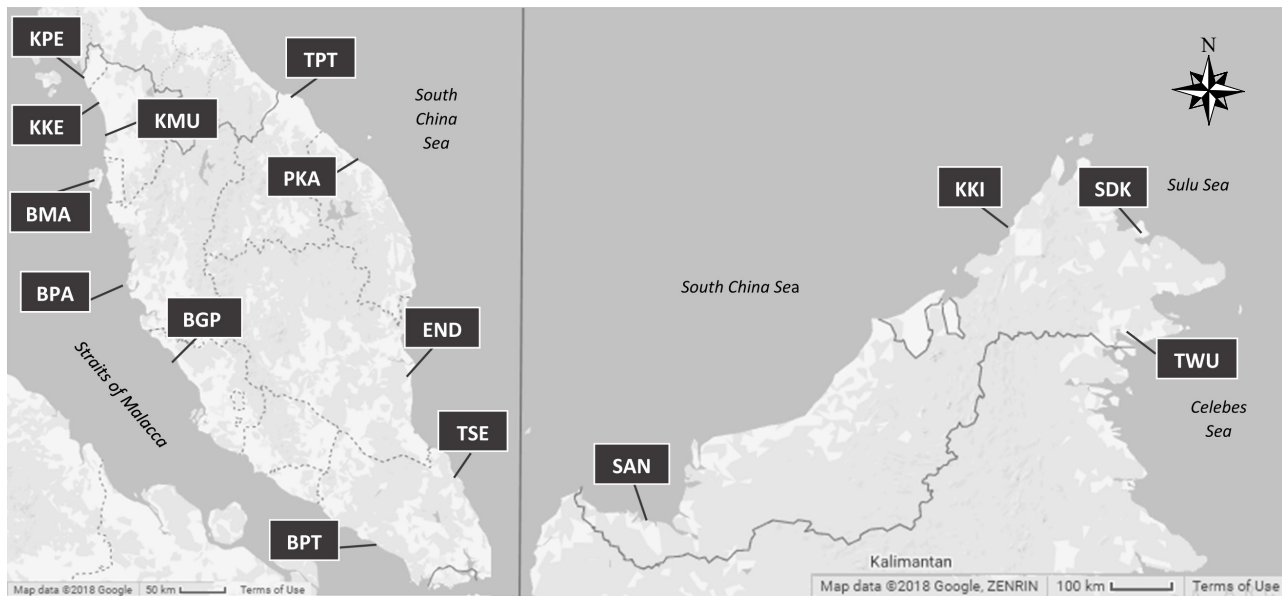 KPE
TPT
South
China
Sea
N
KKE
KMU
PKA
KKI
SDK
Sulu Sea
BMA
BPA
South China Sea
BGP
END
Straits of Malacca
TWU
Celebes
Sea
TSE
SAN
BPT
Kalimantan
Map data ©2018 Google 50 km Terms of Use
Map data ©2018 Google, ZENRIN 100 km Terms of Use